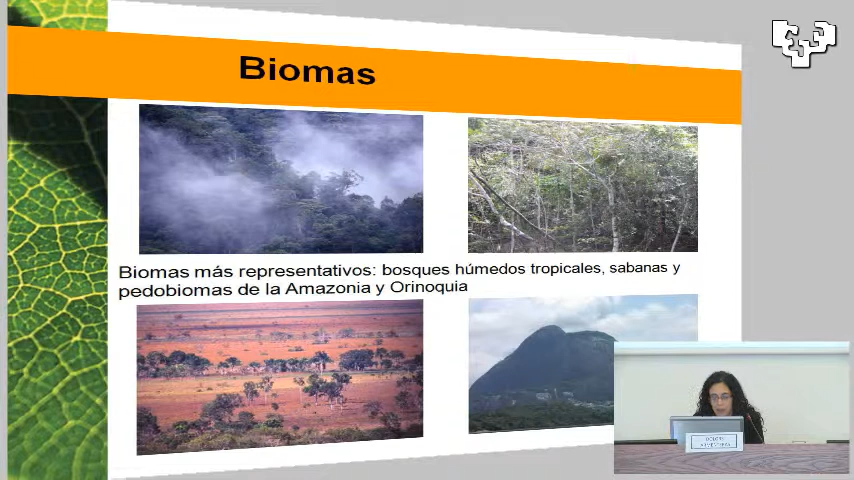 Biomas
Biomas más representativos: bosques húmedos tropicales, sabanas y
pedobiomas de la Amazonia y Orinoquia